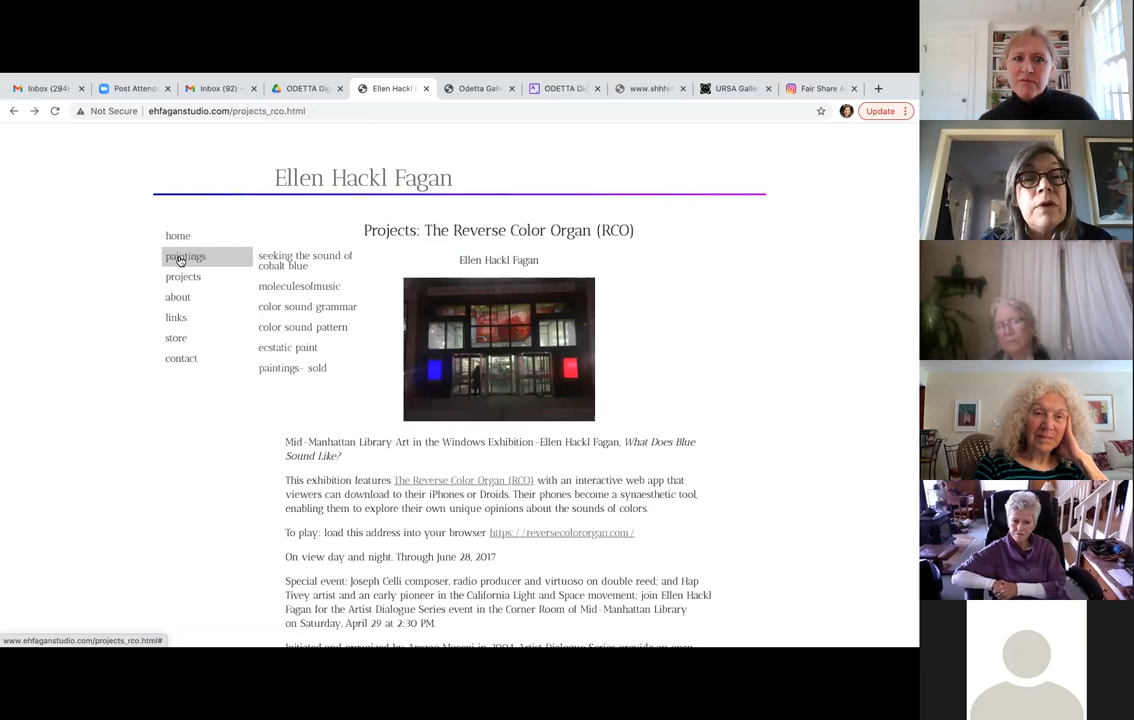 Inbox (294)
Post Attend
Inbox (92) -
ODETTA Dig
Ellen Hackl F
Odetta Gall
ODETTA Dig
www.shhhin
URSA Galle
Fair Share A
Not Secure
ehfaganstudio.com/projects_rco.html
Update
Ellen Hackl Fagan
home
paintings
projects
about
links
store
contact
seeking the sound of
cobalt blue
moleculesofmusic
color sound grammar
color sound pattern
ecstatic paint
paintings- sold
Projects: The Reverse Color Organ (RCO)
Ellen Hackl Fagan
Mid-Manhattan Library Art in the Windows Exhibition-Ellen Hackl Fagan, What Does Blue
Sound Like?
This exhibition features The Reverse Color Organ (RCO) with an interactive web app that
viewers can download to their iPhones or Droids. Their phones become a synaesthetic tool,
enabling them to explore their own unique opinions about the sounds of colors.
To play: load this address into your browser https://reversecolororgan.com/
On view day and night. Through June 28, 2017
Special event: Joseph Celli composer, radio producer and virtuoso on double reed; and Hap
Tivey artist and an early pioneer in the California Light and Space movement; join Ellen Hackl
Fagan for the Artist Dialogue Series event in the Corner Room of Mid-Manhattan Library
on Saturday, April 29 at 2:30 PM.
www.ehfaganstudio.com/projects_rco.html#